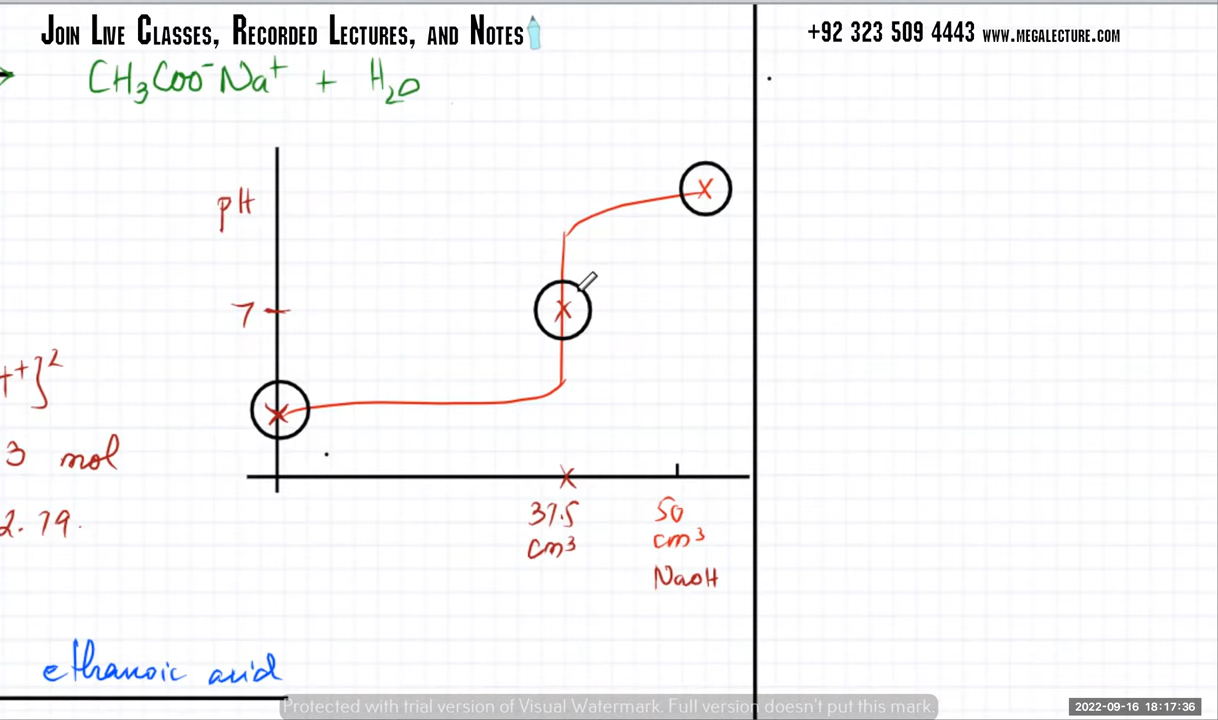 JOIN LIVE CLASSES, RECORDED LECTURES, AND NOTES
+92 323 509 4443 www.megalecture.com
CH₃COO⁻Na⁺ + H₂O
pH
7
+]²
3 mol
2.79.
37.5
cm³
50
cm³
NaOH
ethanoic acid
Protected with trial version of Visual Watermark. Full version doesn't put this mark.
2022-09-16 18:17:36